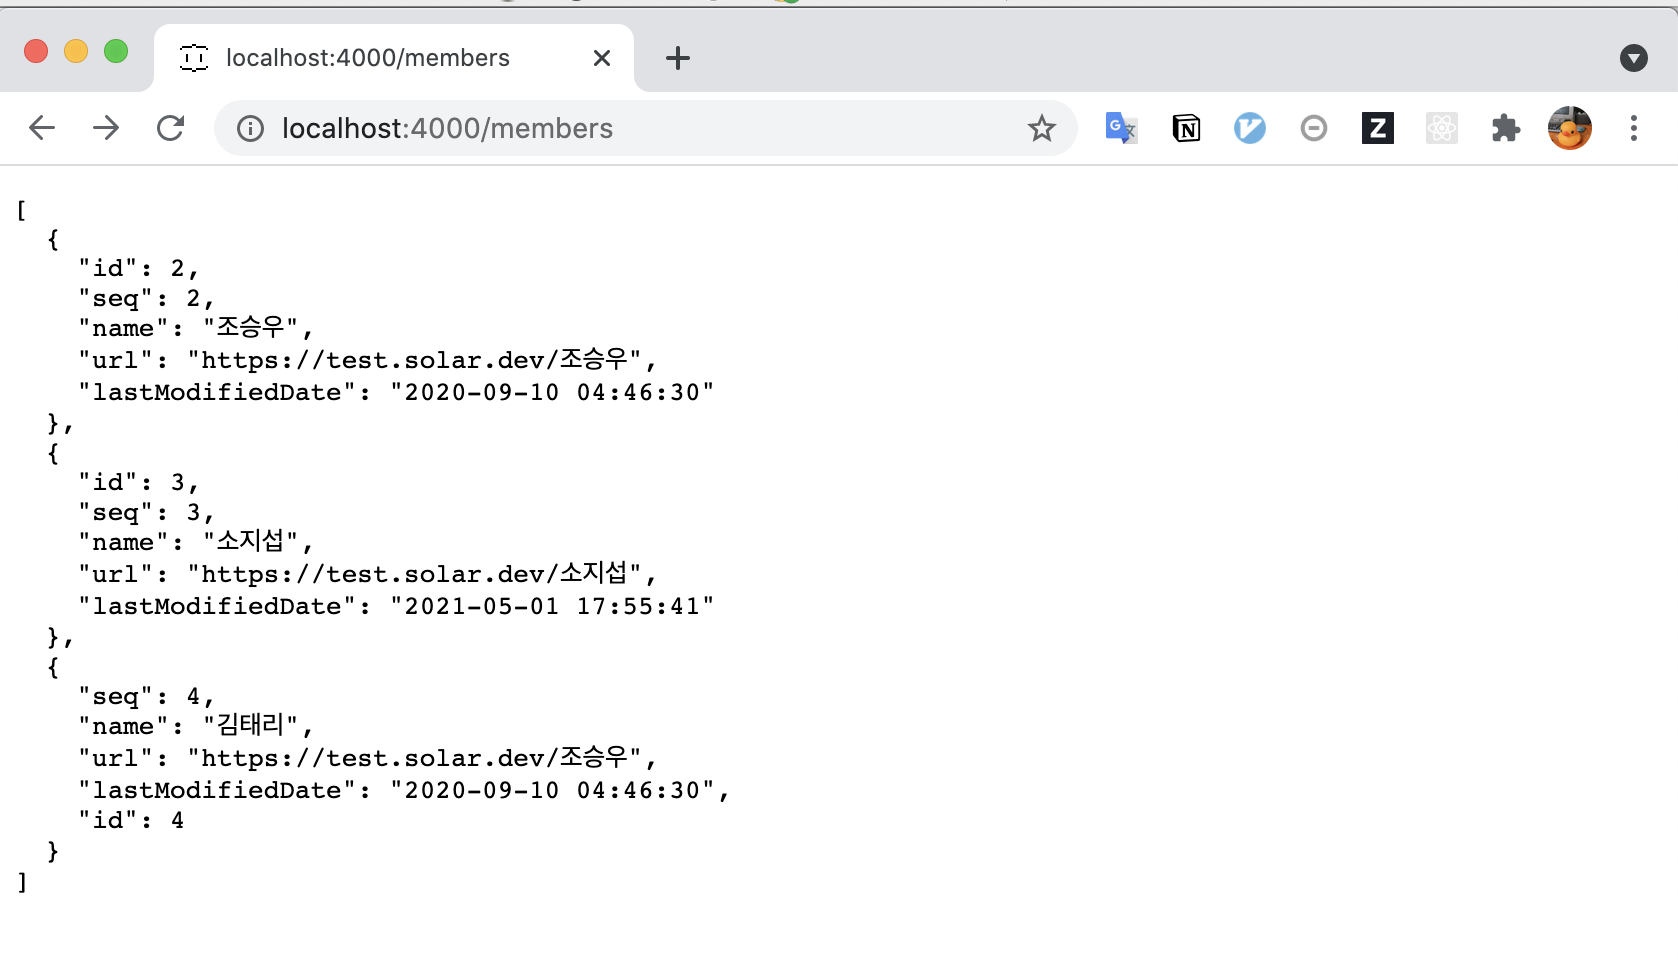 localhost:4000/members
localhost:4000/members
[
  {
    "id": 2,
    "seq": 2,
    "name": "조승우",
    "url": "https://test.solar.dev/조승우",
    "lastModifiedDate": "2020-09-10 04:46:30"
  },
  {
    "id": 3,
    "seq": 3,
    "name": "소지섭",
    "url": "https://test.solar.dev/소지섭",
    "lastModifiedDate": "2021-05-01 17:55:41"
  },
  {
    "seq": 4,
    "name": "김태리",
    "url": "https://test.solar.dev/조승우",
    "lastModifiedDate": "2020-09-10 04:46:30",
    "id": 4
  }
]